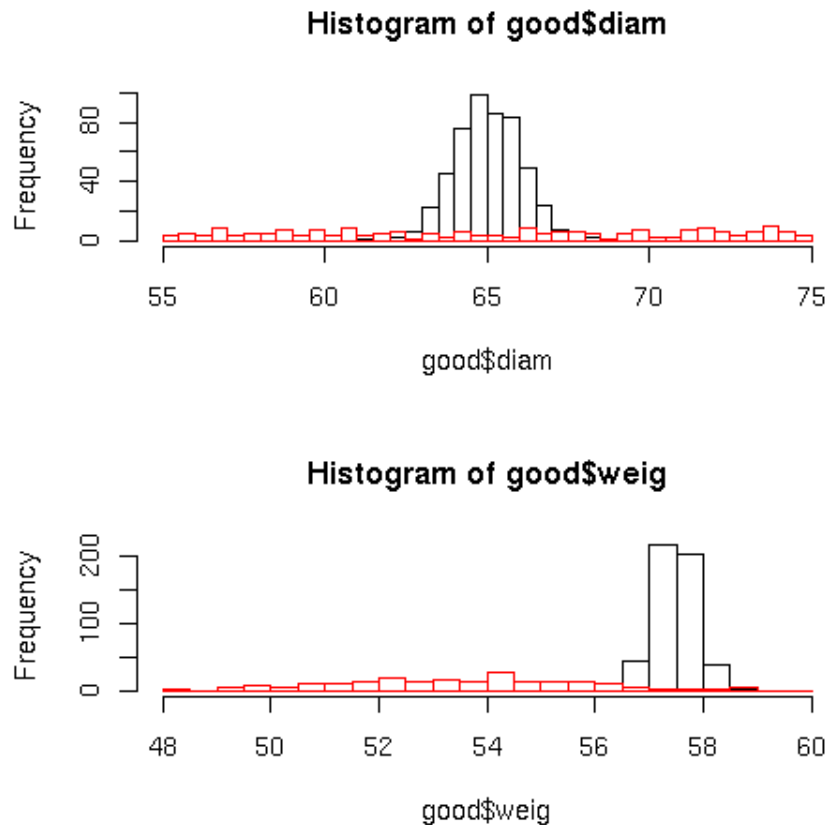 Histogram of good$diam
Frequency
0 40 80
55 60 65 70 75
good$diam
Histogram of good$weig
Frequency
0 100 200
48 50 52 54 56 58 60
good$weig